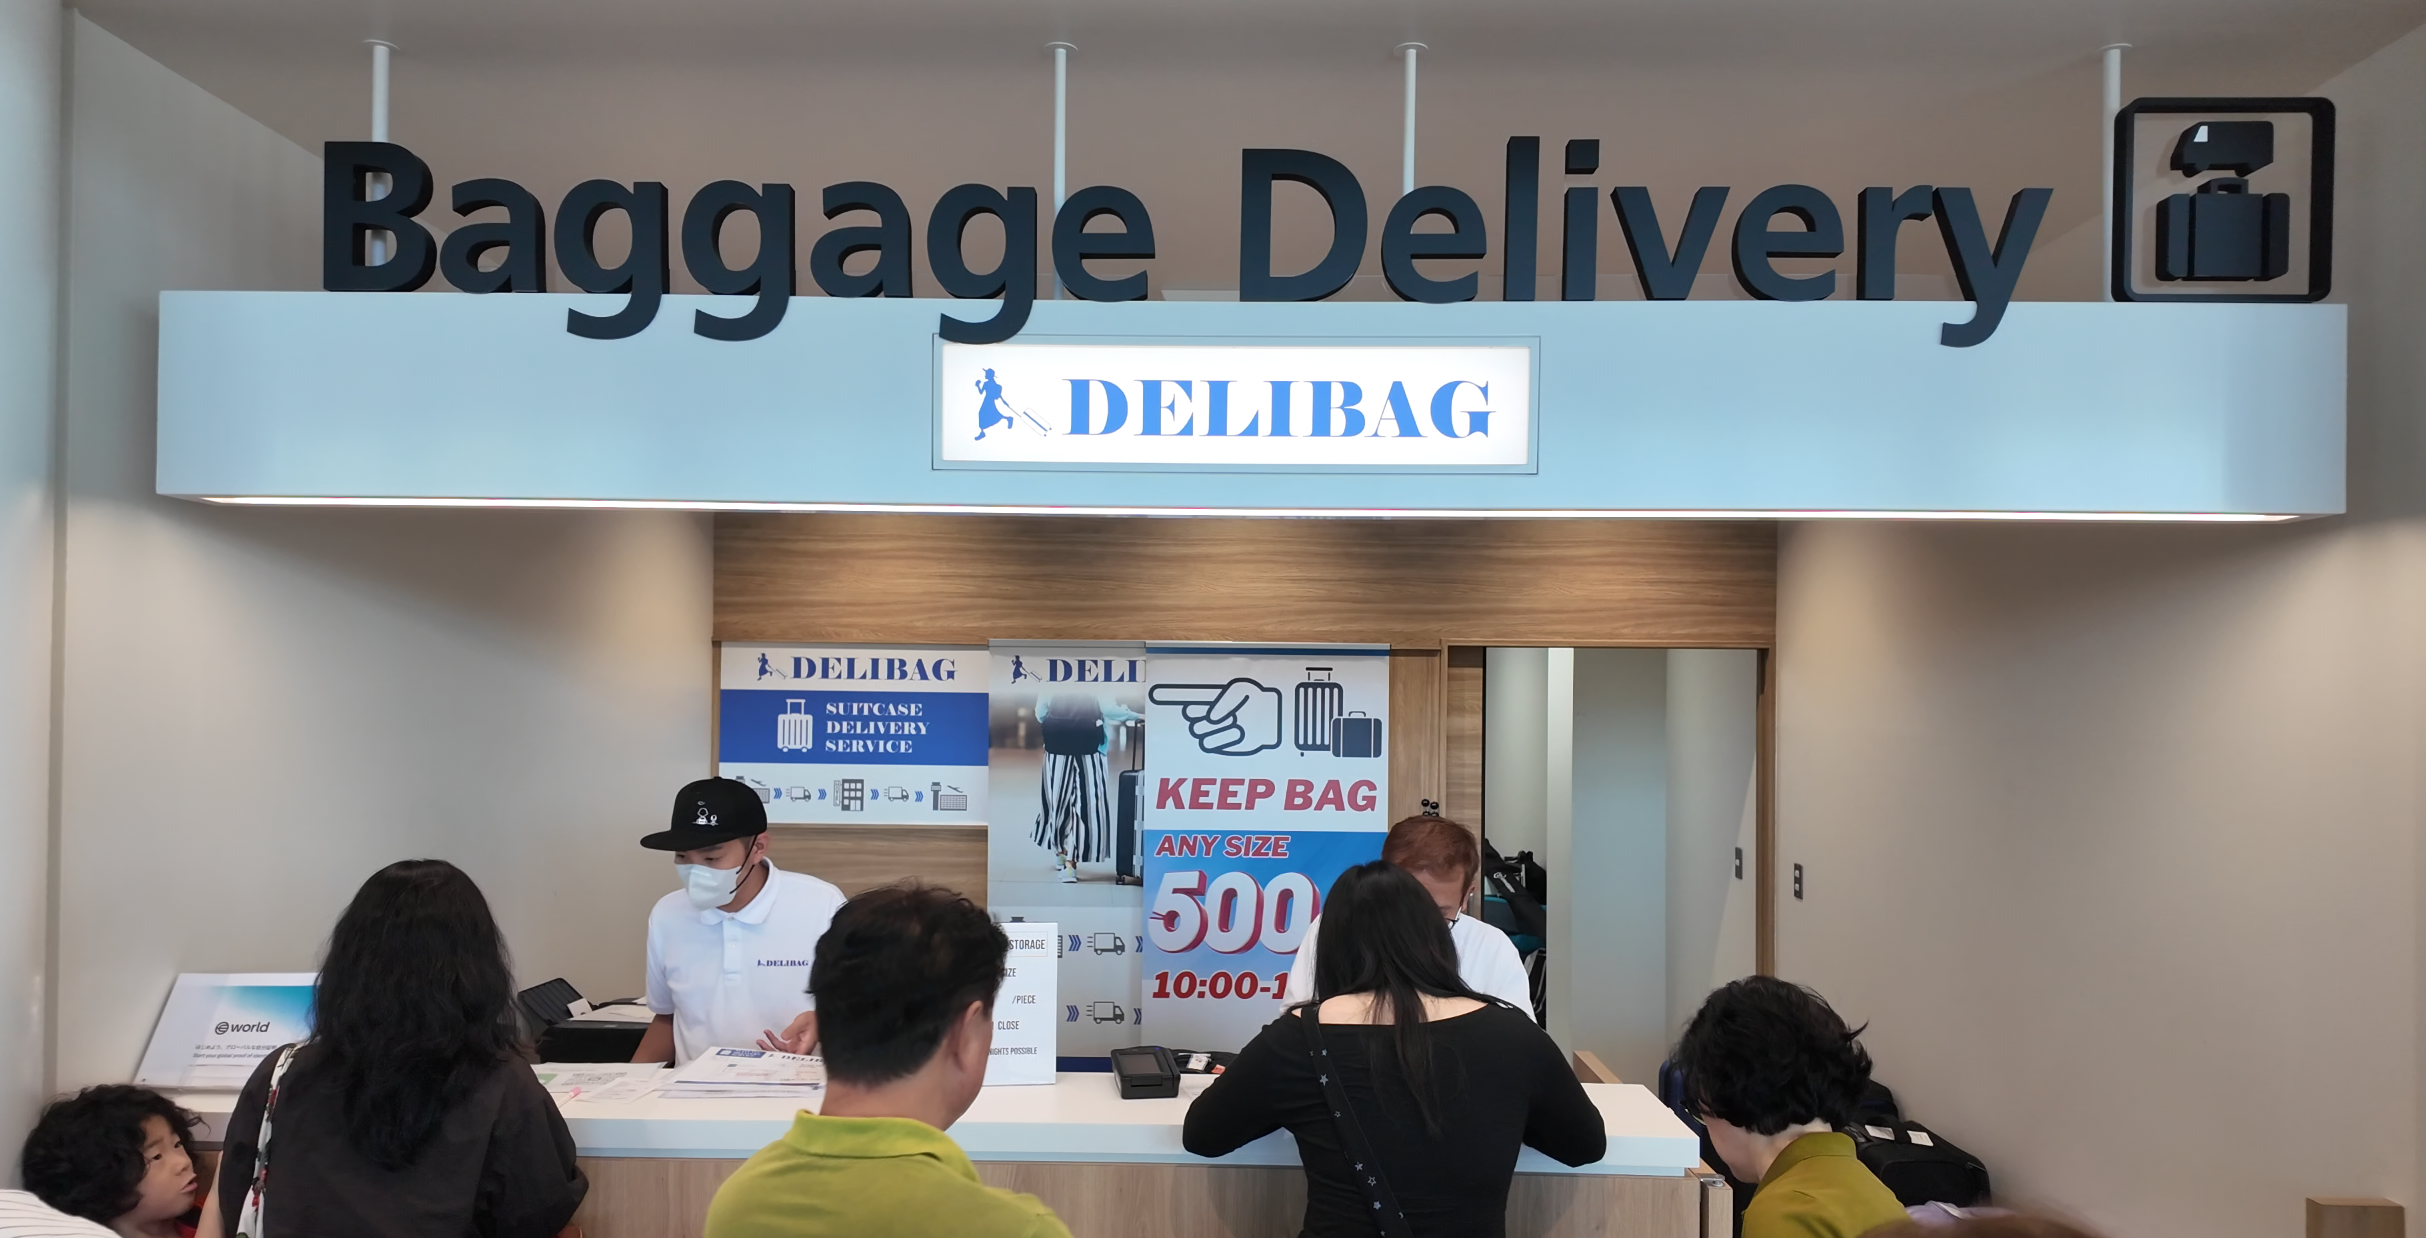 Baggage Delivery
DELIBAG
DELIBAG
SUITCASE
DELIVERY
SERVICE
DELI
KEEP BAG
ANY SIZE
500
10:00-1
DELIBAG
STORAGE
IZE
/PIECE
CLOSE
NIGHTS POSSIBLE
world